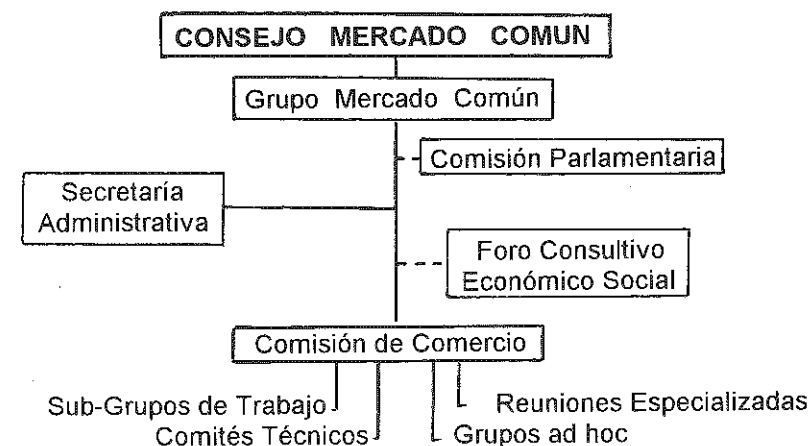 CONSEJO MERCADO COMUN
Grupo Mercado Común
Comisión Parlamentaria
Secretaría
Administrativa
Foro Consultivo
Económico Social
Comisión de Comercio
Sub-Grupos de Trabajo
Reuniones Especializadas
Comités Técnicos
Grupos ad hoc